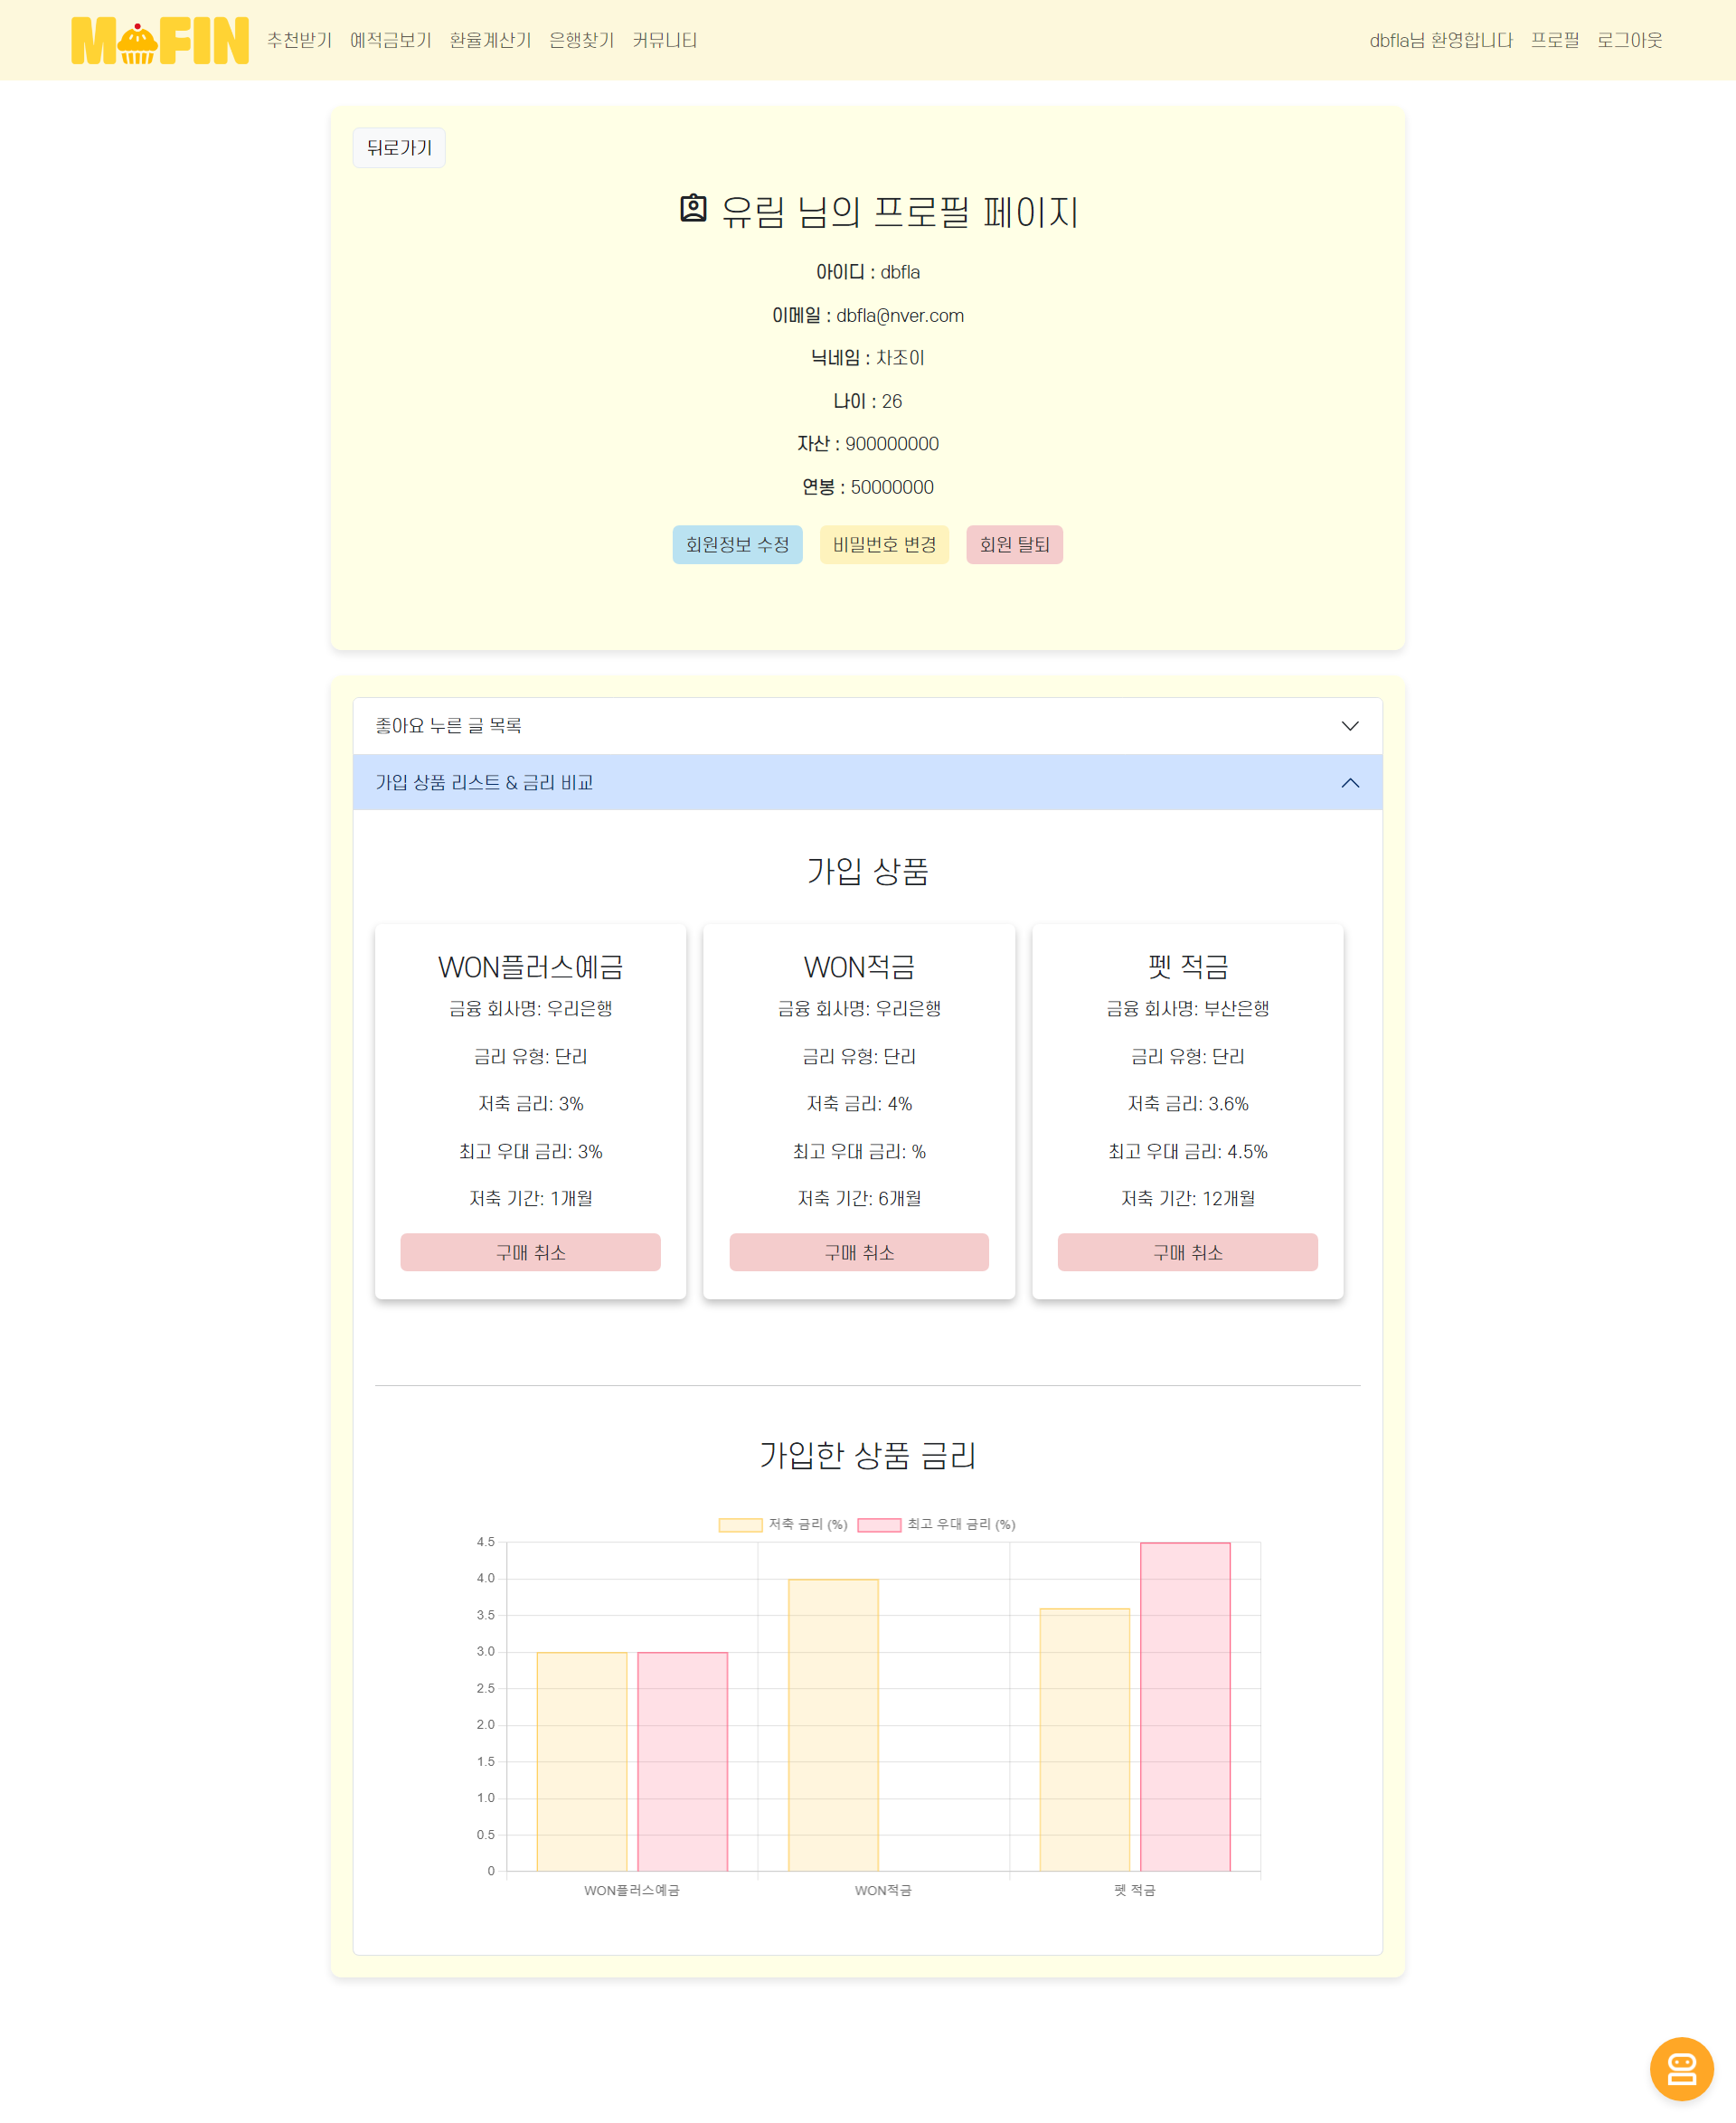 MOFIN 추천받기 예적금보기 환율계산기 은행찾기 커뮤니티 dbfla님 환영합니다 프로필 로그아웃
뒤로가기
유림 님의 프로필 페이지
아이디 : dbfla
이메일 : dbfla@nver.com
닉네임 : 차조이
나이 : 26
자산 : 900000000
연봉 : 50000000
회원정보 수정 비밀번호 변경 회원 탈퇴
좋아요 누른 글 목록
가입 상품 리스트 & 금리 비교
가입 상품
WON플러스예금
금융 회사명: 우리은행
금리 유형: 단리
저축 금리: 3%
최고 우대 금리: 3%
저축 기간: 1개월
구매 취소
WON적금
금융 회사명: 우리은행
금리 유형: 단리
저축 금리: 4%
최고 우대 금리: %
저축 기간: 6개월
구매 취소
펫 적금
금융 회사명: 부산은행
금리 유형: 단리
저축 금리: 3.6%
최고 우대 금리: 4.5%
저축 기간: 12개월
구매 취소
가입한 상품 금리
저축 금리 (%) 최고 우대 금리 (%)
4.5
4.0
3.5
3.0
2.5
2.0
1.5
1.0
0.5
0
WON플러스예금 WON적금 펫 적금